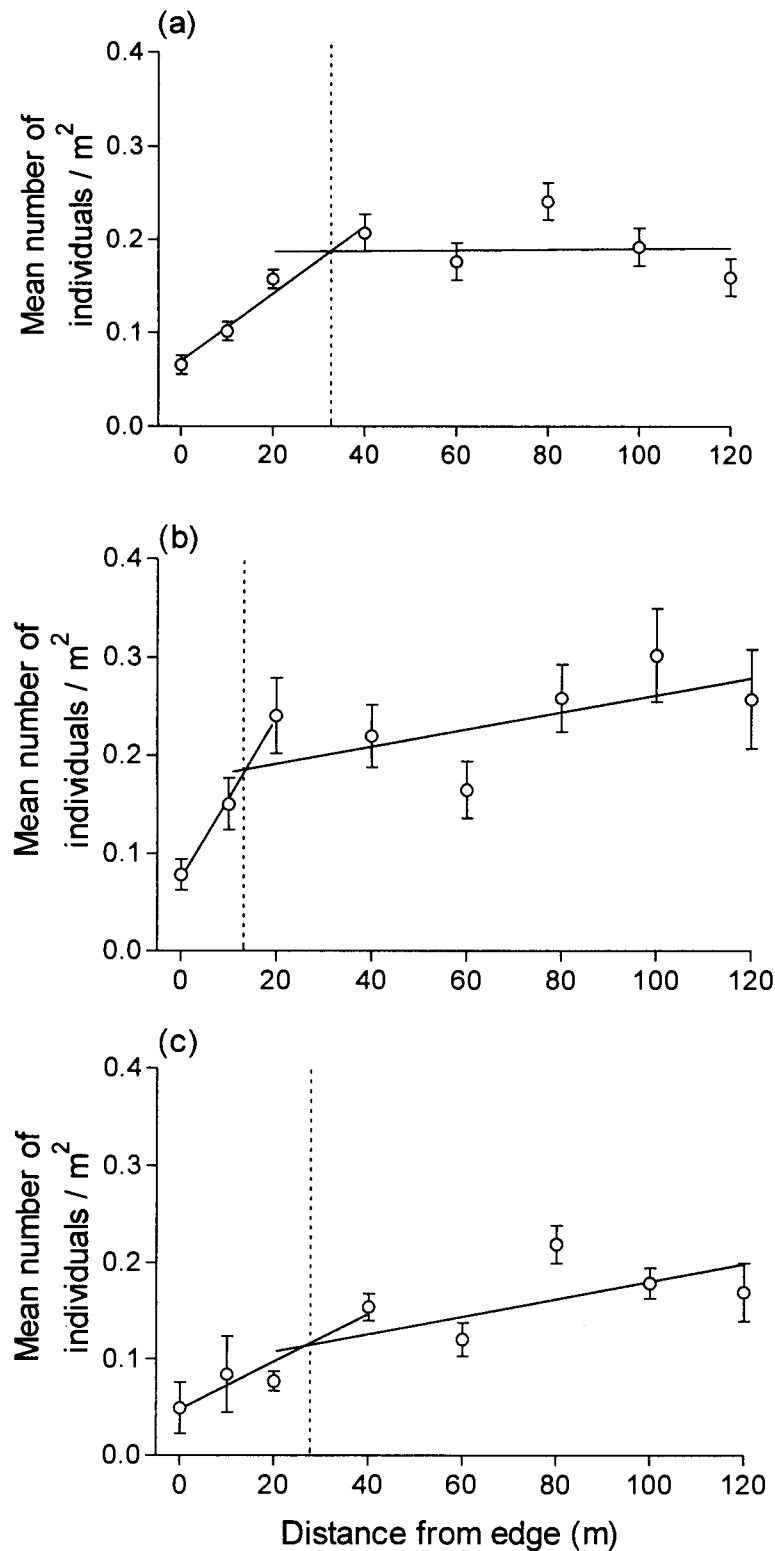 (a)
Mean number of
individuals / m²
0.4
0.3
0.2
0.1
0.0
0 20 40 60 80 100 120
(b)
Mean number of
individuals / m²
0.4
0.3
0.2
0.1
0.0
0 20 40 60 80 100 120
(c)
Mean number of
individuals / m²
0.4
0.3
0.2
0.1
0.0
0 20 40 60 80 100 120
Distance from edge (m)